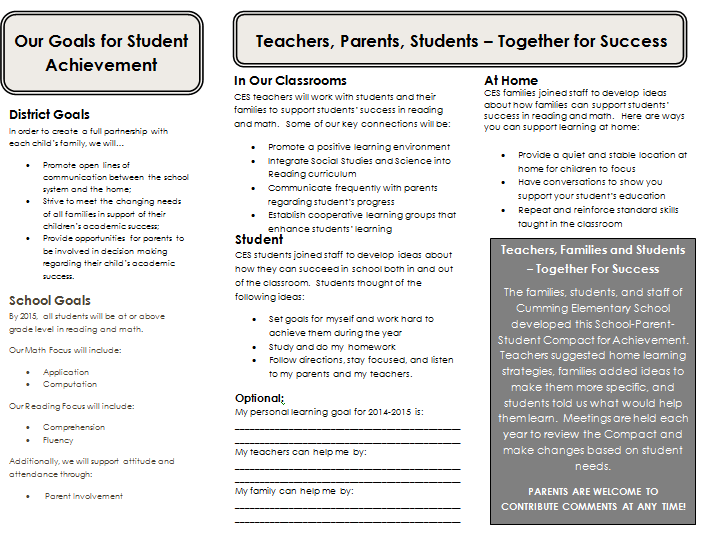 Our Goals for Student
Achievement
District Goals
In order to create a full partnership with
each child's family, we will…
• Promote open lines of
communication between the school
system and the home;
• Strive to meet the changing needs
of all families in support of their
children's academic success;
• Provide opportunities for parents to
be involved in decision making
regarding their child's academic
success.
School Goals
By 2015, all students will be at or above
grade level in reading and math.
Our Math Focus will include:
• Application
• Computation
Our Reading Focus will include:
• Comprehension
• Fluency
Additionally, we will support attitude and
attendance through:
• Parent Involvement
Teachers, Parents, Students – Together for Success
In Our Classrooms
CES teachers will work with students and their
families to support students' success in reading
and math. Some of our key connections will be:
• Promote a positive learning environment
• Integrate Social Studies and Science into
Reading curriculum
• Communicate frequently with parents
regarding student's progress
• Establish cooperative learning groups that
enhance students' learning
Student
CES students joined staff to develop ideas about
how they can succeed in school both in and out
of the classroom. Students thought of the
following ideas:
• Set goals for myself and work hard to
achieve them during the year
• Study and do my homework
• Follow directions, stay focused, and listen
to my parents and my teachers.
Optional:
My personal learning goal for 2014-2015 is:
My teachers can help me by:
My family can help me by:
At Home
CES families joined staff to develop ideas
about how families can support students'
success in reading and math. Here are ways
you can support learning at home:
• Provide a quiet and stable location at
home for children to focus
• Have conversations to show you
support your student's education
• Repeat and reinforce standard skills
taught in the classroom
Teachers, Families and Students
– Together For Success
The families, students, and staff of
Cumming Elementary School
developed this School-Parent-
Student Compact for Achievement.
Teachers suggested home learning
strategies, families added ideas to
make them more specific, and
students told us what would help
them learn. Meetings are held each
year to review the Compact and
make changes based on student
needs.
PARENTS ARE WELCOME TO
CONTRIBUTE COMMENTS AT ANY TIME!